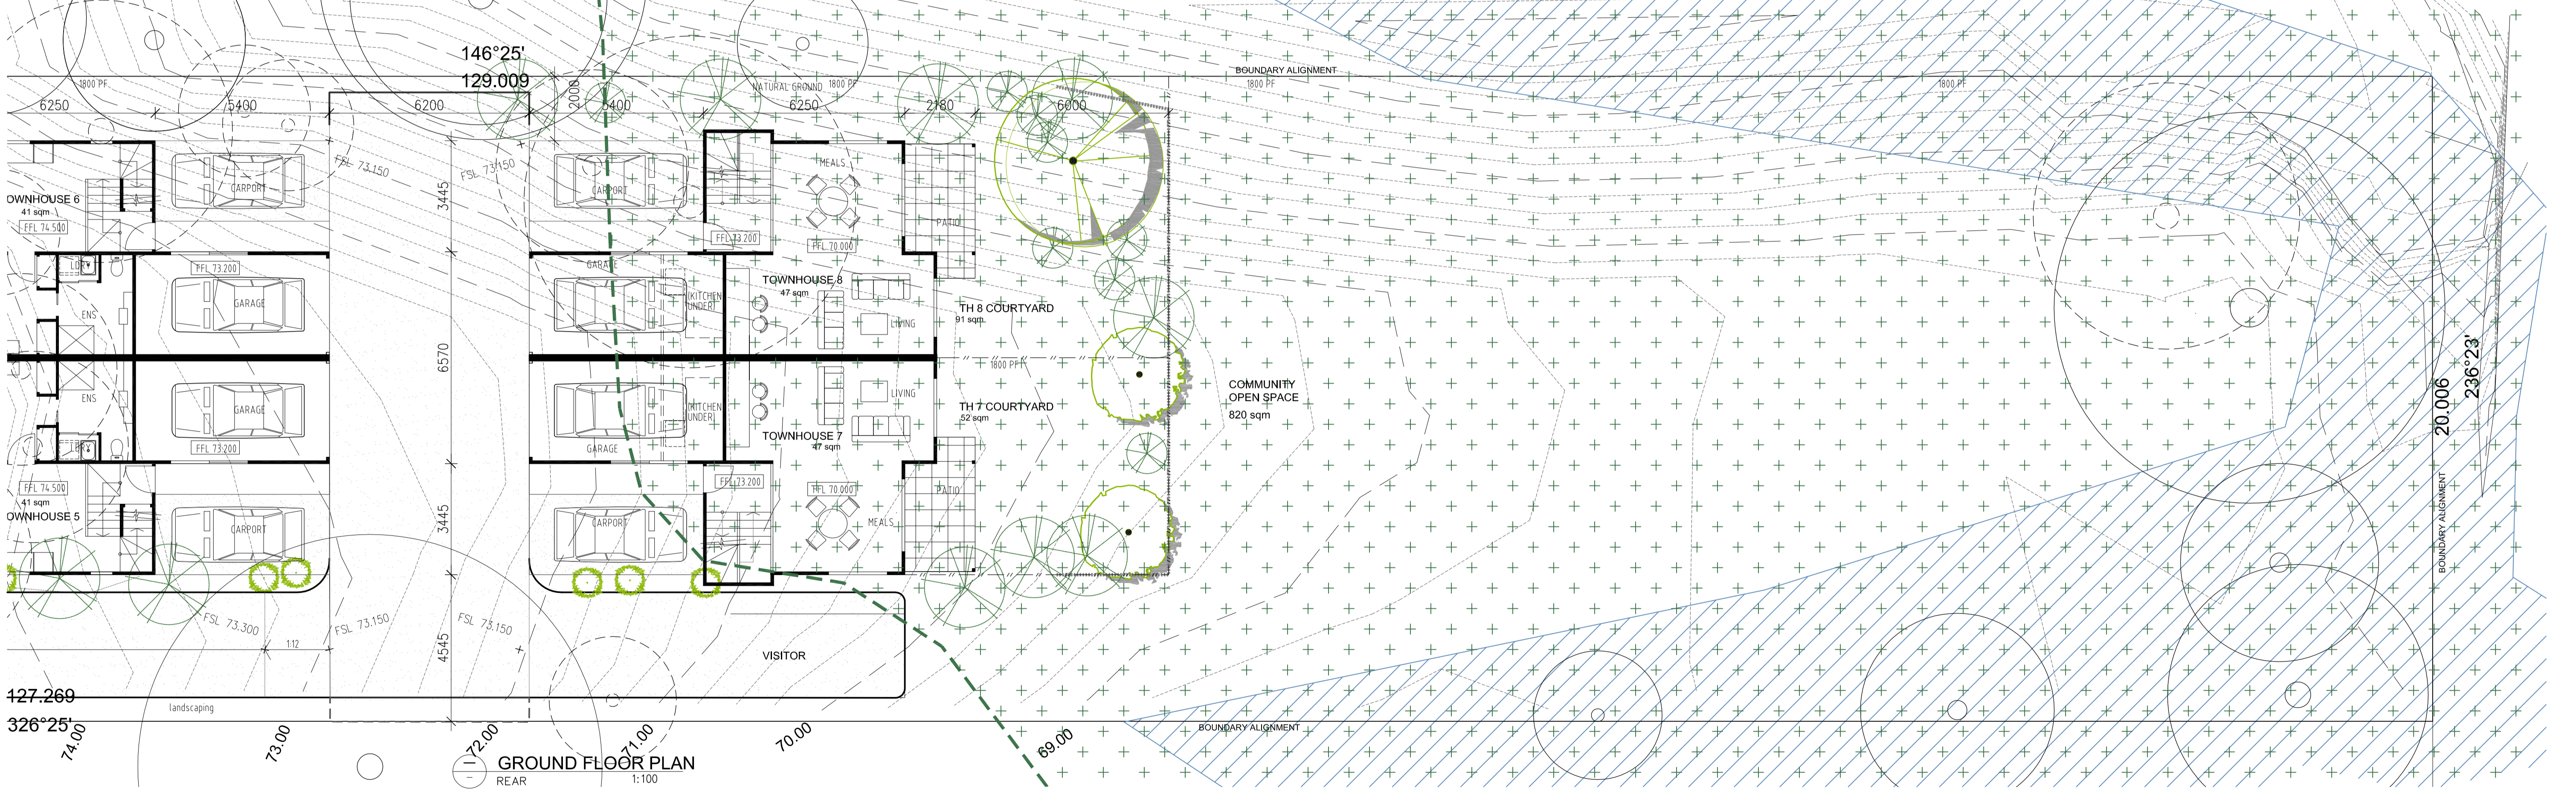 146°25'
129.009
BOUNDARY ALIGNMENT
1800 PF
NATURAL GROUND
1800 PF
1800 PF
1800 PF
6250
5400
6200
2000
5400
6250
2180
6000
FSL 73.150
FSL 73.150
CARPORT
CARPORT
MEALS
3445
OWNHOUSE 6
41 sqm
FFL 74.500
PATIO
FFL 73.200
FFL 70.000
LDRY
FFL 73.200
GARAGE
GARAGE
(KITCHEN
UNDER)
TOWNHOUSE 8
47 sqm
TH 8 COURTYARD
91 sqm
ENS
LIVING
6570
1800 PF
COMMUNITY
OPEN SPACE
820 sqm
20.006
236°23'
ENS
GARAGE
(KITCHEN
UNDER)
LIVING
TH 7 COURTYARD
52 sqm
TOWNHOUSE 7
47 sqm
LDRY
FFL 73.200
GARAGE
FFL 74.500
41 sqm
OWNHOUSE 5
FFL 73.200
FFL 70.000
PATIO
CARPORT
CARPORT
MEALS
3445
BOUNDARY ALIGNMENT
FSL 73.300
FSL 73.150
FSL 73.150
1:12
4545
VISITOR
127.269
landscaping
326°25'
BOUNDARY ALIGNMENT
74.00
73.00
72.00
71.00
70.00
69.00
GROUND FLOOR PLAN
REAR
1:100